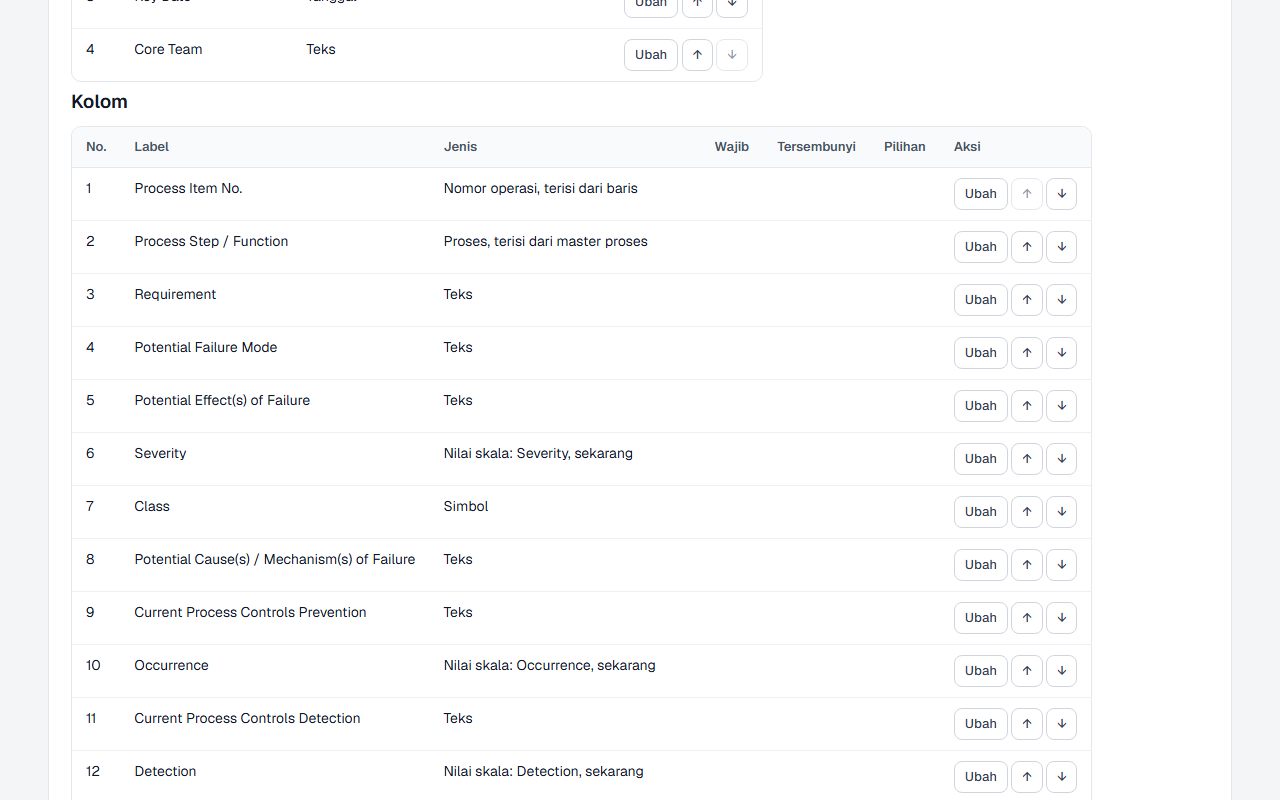 4 Core Team Teks Ubah ↑ ↓
Kolom
No. Label Jenis Wajib Tersembunyi Pilihan Aksi
1 Process Item No. Nomor operasi, terisi dari baris Ubah ↑ ↓
2 Process Step / Function Proses, terisi dari master proses Ubah ↑ ↓
3 Requirement Teks Ubah ↑ ↓
4 Potential Failure Mode Teks Ubah ↑ ↓
5 Potential Effect(s) of Failure Teks Ubah ↑ ↓
6 Severity Nilai skala: Severity, sekarang Ubah ↑ ↓
7 Class Simbol Ubah ↑ ↓
8 Potential Cause(s) / Mechanism(s) of Failure Teks Ubah ↑ ↓
9 Current Process Controls Prevention Teks Ubah ↑ ↓
10 Occurrence Nilai skala: Occurrence, sekarang Ubah ↑ ↓
11 Current Process Controls Detection Teks Ubah ↑ ↓
12 Detection Nilai skala: Detection, sekarang Ubah ↑ ↓